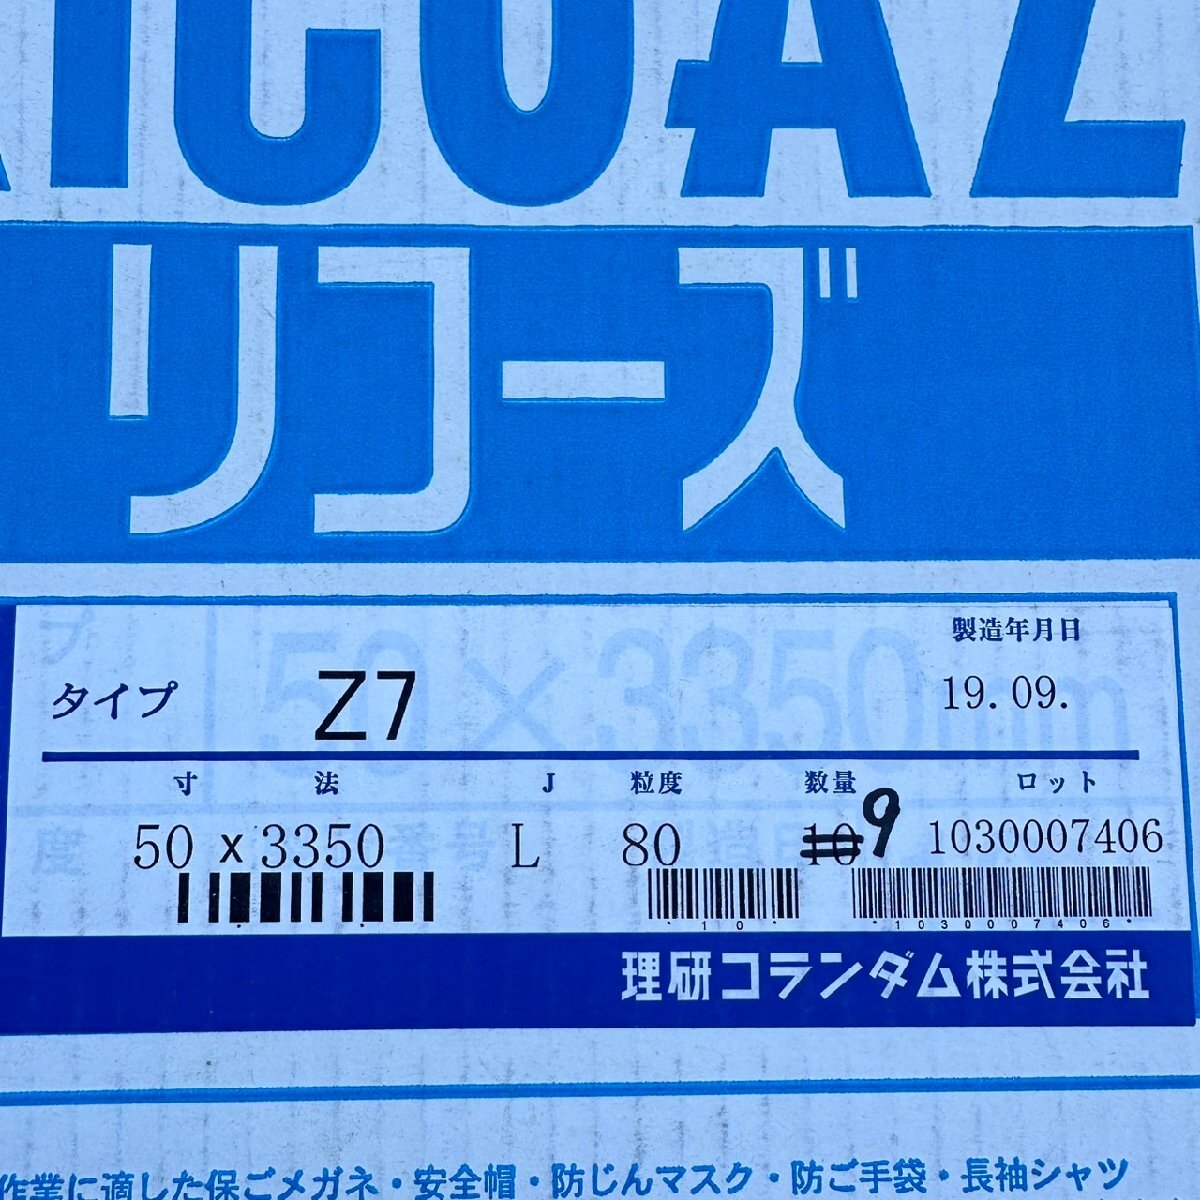 RICOAZ
リコーズ
製造年月日
タイプ Z7 19.09.
寸 法 J 粒度 数量 ロット
50 x 3350 L 80 10 9 1030007406
*10* *1030007406*
理研コランダム株式会社
作業に適した保ごメガネ・安全帽・防じんマスク・防ご手袋・長袖シャツ